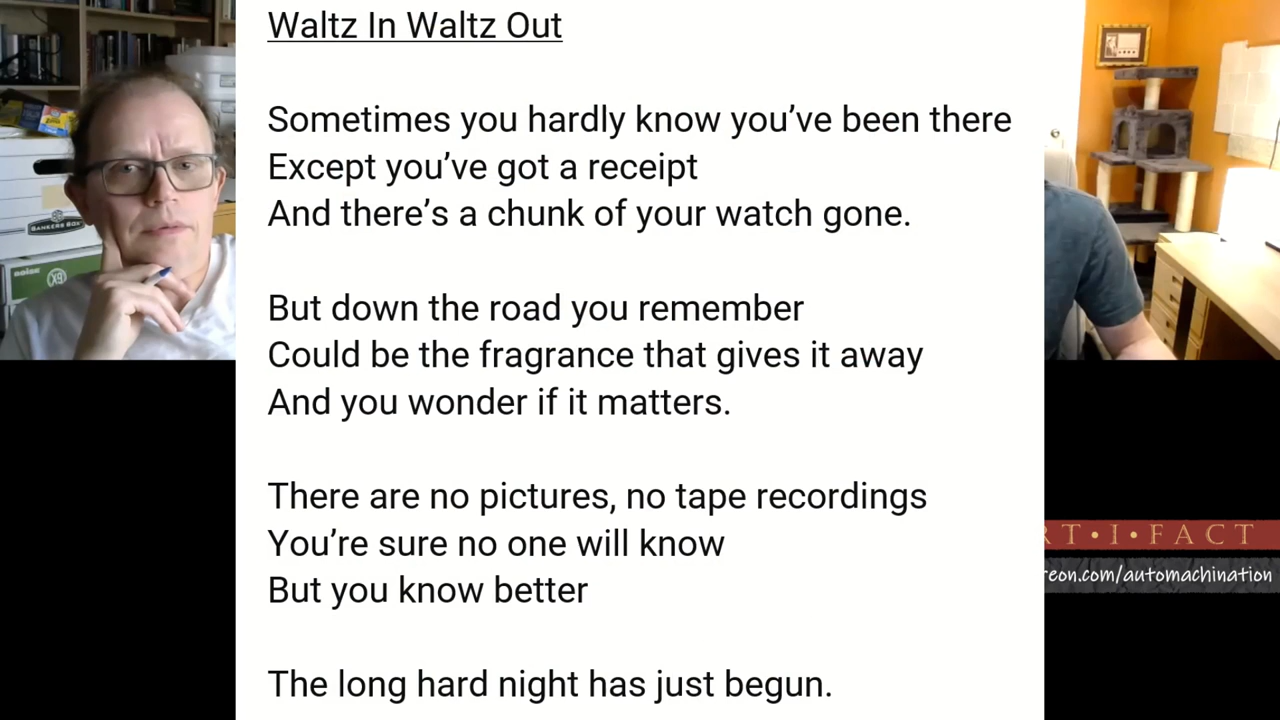 Waltz In Waltz Out
Sometimes you hardly know you've been there
Except you've got a receipt
And there's a chunk of your watch gone.
But down the road you remember
Could be the fragrance that gives it away
And you wonder if it matters.
There are no pictures, no tape recordings
You're sure no one will know
But you know better
The long hard night has just begun.
BANKERS BOX
RT•I•FACT
reon.com/automachination